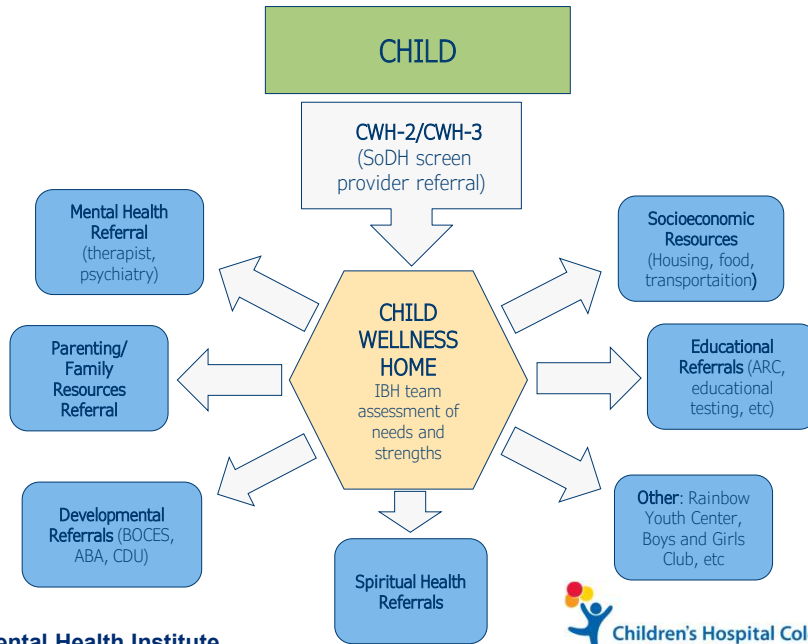 CHILD
CWH-2/CWH-3
(SoDH screen
provider referral)
Mental Health
Referral
(therapist,
psychiatry)
Socioeconomic
Resources
(Housing, food,
transportaition)
CHILD
WELLNESS
HOME
IBH team
assessment of
needs and
strengths
Parenting/
Family
Resources
Referral
Educational
Referrals (ARC,
educational
testing, etc)
Developmental
Referrals (BOCES,
ABA, CDU)
Spiritual Health
Referrals
Other: Rainbow
Youth Center,
Boys and Girls
Club, etc
ental Health Institute
Children's Hospital Col